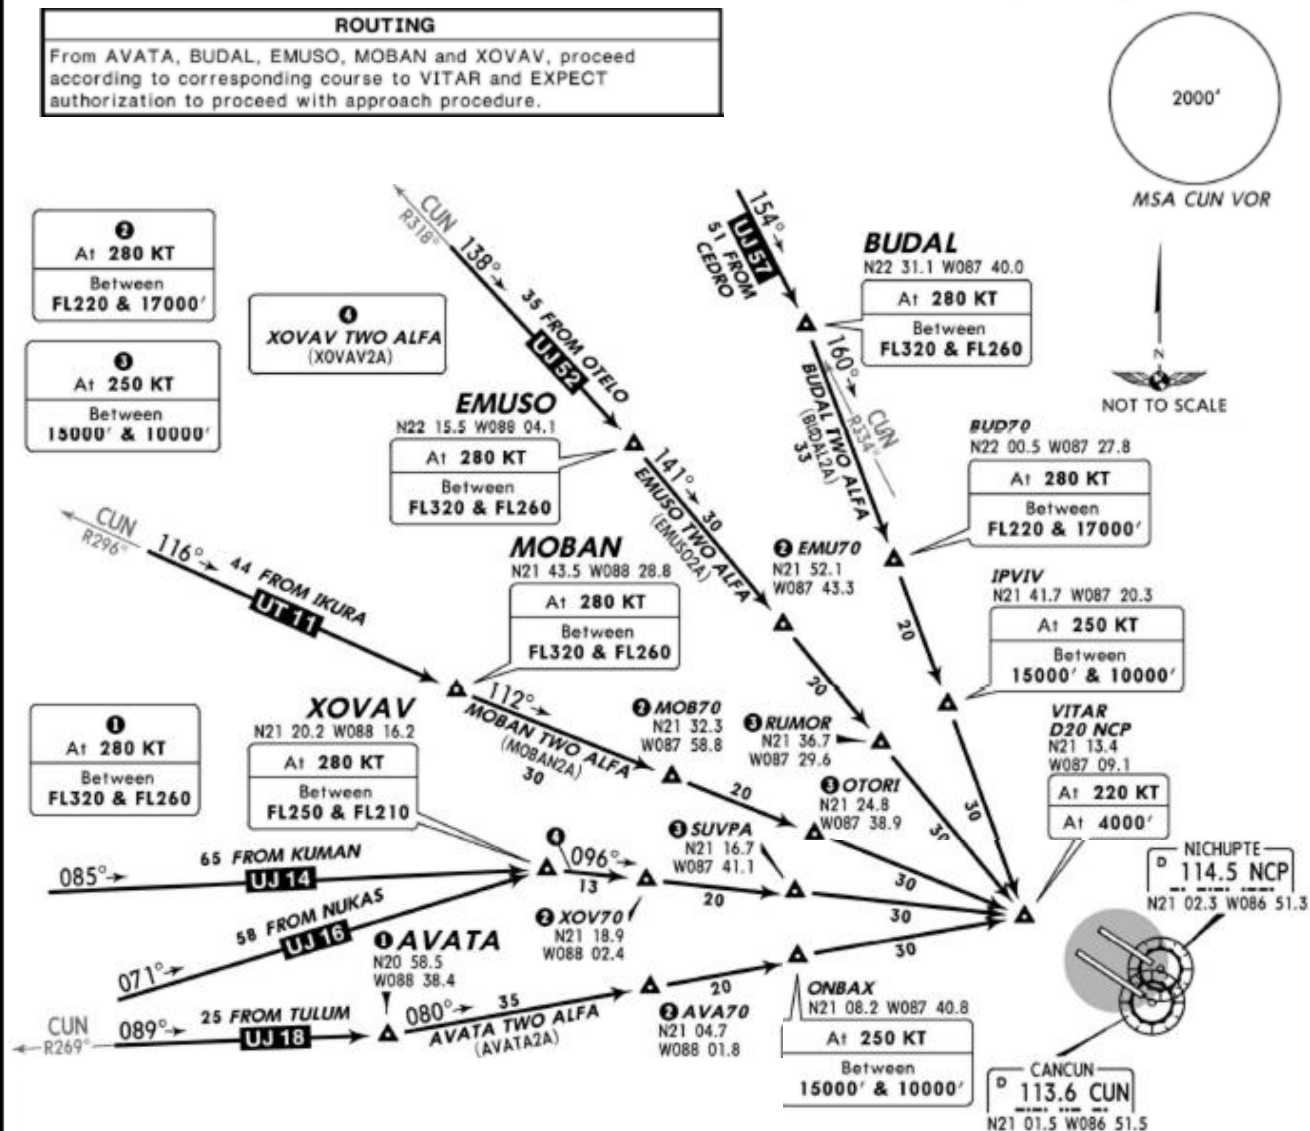 ROUTING
From AVATA, BUDAL, EMUSO, MOBAN and XOVAV, proceed
according to corresponding course to VITAR and EXPECT
authorization to proceed with approach procedure.
2000'
MSA CUN VOR
❷
At 280 KT
Between
FL220 & 17000'
❸
At 250 KT
Between
15000' & 10000'
❹
XOVAV TWO ALFA
(XOVAV2A)
CUN
R318°
138°
35 FROM OTELO
UJ 52
154°
UJ 57
51 FROM
CEDRO
BUDAL
N22 31.1 W087 40.0
At 280 KT
Between
FL320 & FL260
N
NOT TO SCALE
160°
CUN
R334°
BUDAL TWO ALFA
(BUDAL2A)
33
EMUSO
N22 15.5 W088 04.1
At 280 KT
Between
FL320 & FL260
141°
30
EMUSO TWO ALFA
(EMUSO2A)
BUD70
N22 00.5 W087 27.8
At 280 KT
Between
FL220 & 17000'
CUN
R296°
116°
44 FROM IKURA
UT 11
MOBAN
N21 43.5 W088 28.8
At 280 KT
Between
FL320 & FL260
❷ EMU70
N21 52.1
W087 43.3
20
IPVIV
N21 41.7 W087 20.3
At 250 KT
Between
15000' & 10000'
20
112°
MOBAN TWO ALFA
(MOBAN2A)
30
❷ MOB70
N21 32.3
W087 58.8
❸ RUMOR
N21 36.7
W087 29.6
VITAR
D20 NCP
N21 13.4
W087 09.1
At 220 KT
At 4000'
❶
At 280 KT
Between
FL320 & FL260
XOVAV
N21 20.2 W088 16.2
At 280 KT
Between
FL250 & FL210
20
❸ OTORI
N21 24.8
W087 38.9
30
30
65 FROM KUMAN
085°
UJ 14
❹
096°
13
❸ SUVPA
N21 16.7
W087 41.1
20
30
30
NICHUPTE
D 114.5 NCP
N21 02.3 W086 51.3
58 FROM NUKAS
UJ 16
071°
❷ XOV70
N21 18.9
W088 02.4
❶ AVATA
N20 58.5
W088 38.4
30
CUN
R269°
089°
25 FROM TULUM
UJ 18
080°
35
AVATA TWO ALFA
(AVATA2A)
20
❷ AVA70
N21 04.7
W088 01.8
ONBAX
N21 08.2 W087 40.8
At 250 KT
Between
15000' & 10000'
CANCUN
D 113.6 CUN
N21 01.5 W086 51.5